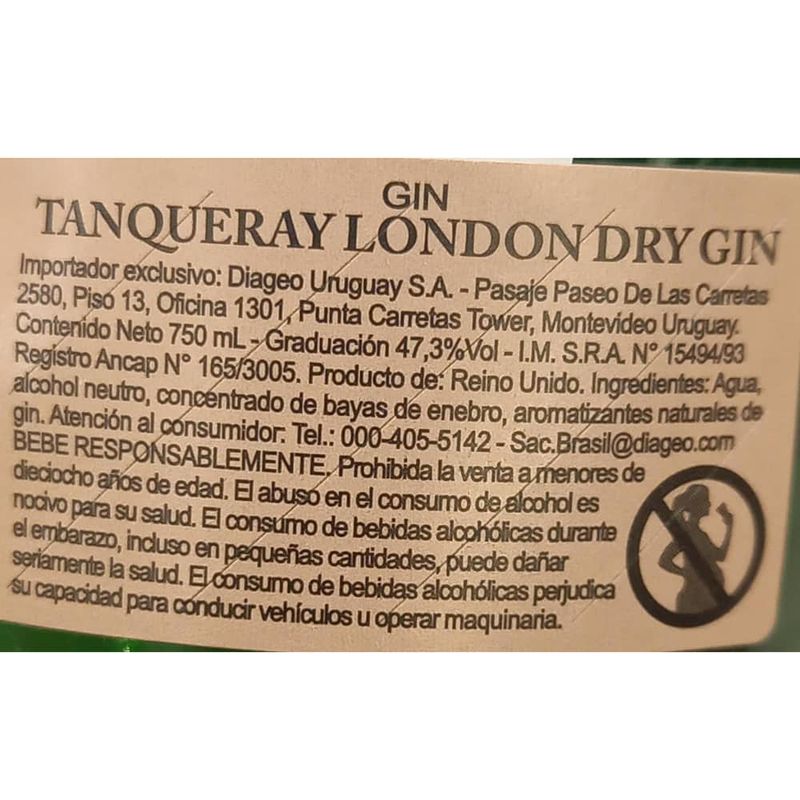 GIN
TANQUERAY LONDON DRY GIN
Importador exclusivo: Diageo Uruguay S.A. - Pasaje Paseo De Las Carretas
2580, Piso 13, Oficina 1301, Punta Carretas Tower, Montevideo Uruguay.
Contenido Neto 750 mL - Graduación 47,3%Vol - I.M. S.R.A. N° 15494/93
Registro Ancap N° 165/3005. Producto de: Reino Unido. Ingredientes: Agua,
alcohol neutro, concentrado de bayas de enebro, aromatizantes naturales de
gin. Atención al consumidor: Tel.: 000-405-5142 - Sac.Brasil@diageo.com
BEBE RESPONSABLEMENTE. Prohibida la venta a menores de
dieciocho años de edad. El abuso en el consumo de alcohol es
nocivo para su salud. El consumo de bebidas alcohólicas durante
el embarazo, incluso en pequeñas cantidades, puede dañar
seriamente la salud. El consumo de bebidas alcohólicas perjudica
su capacidad para conducir vehículos u operar maquinaria.